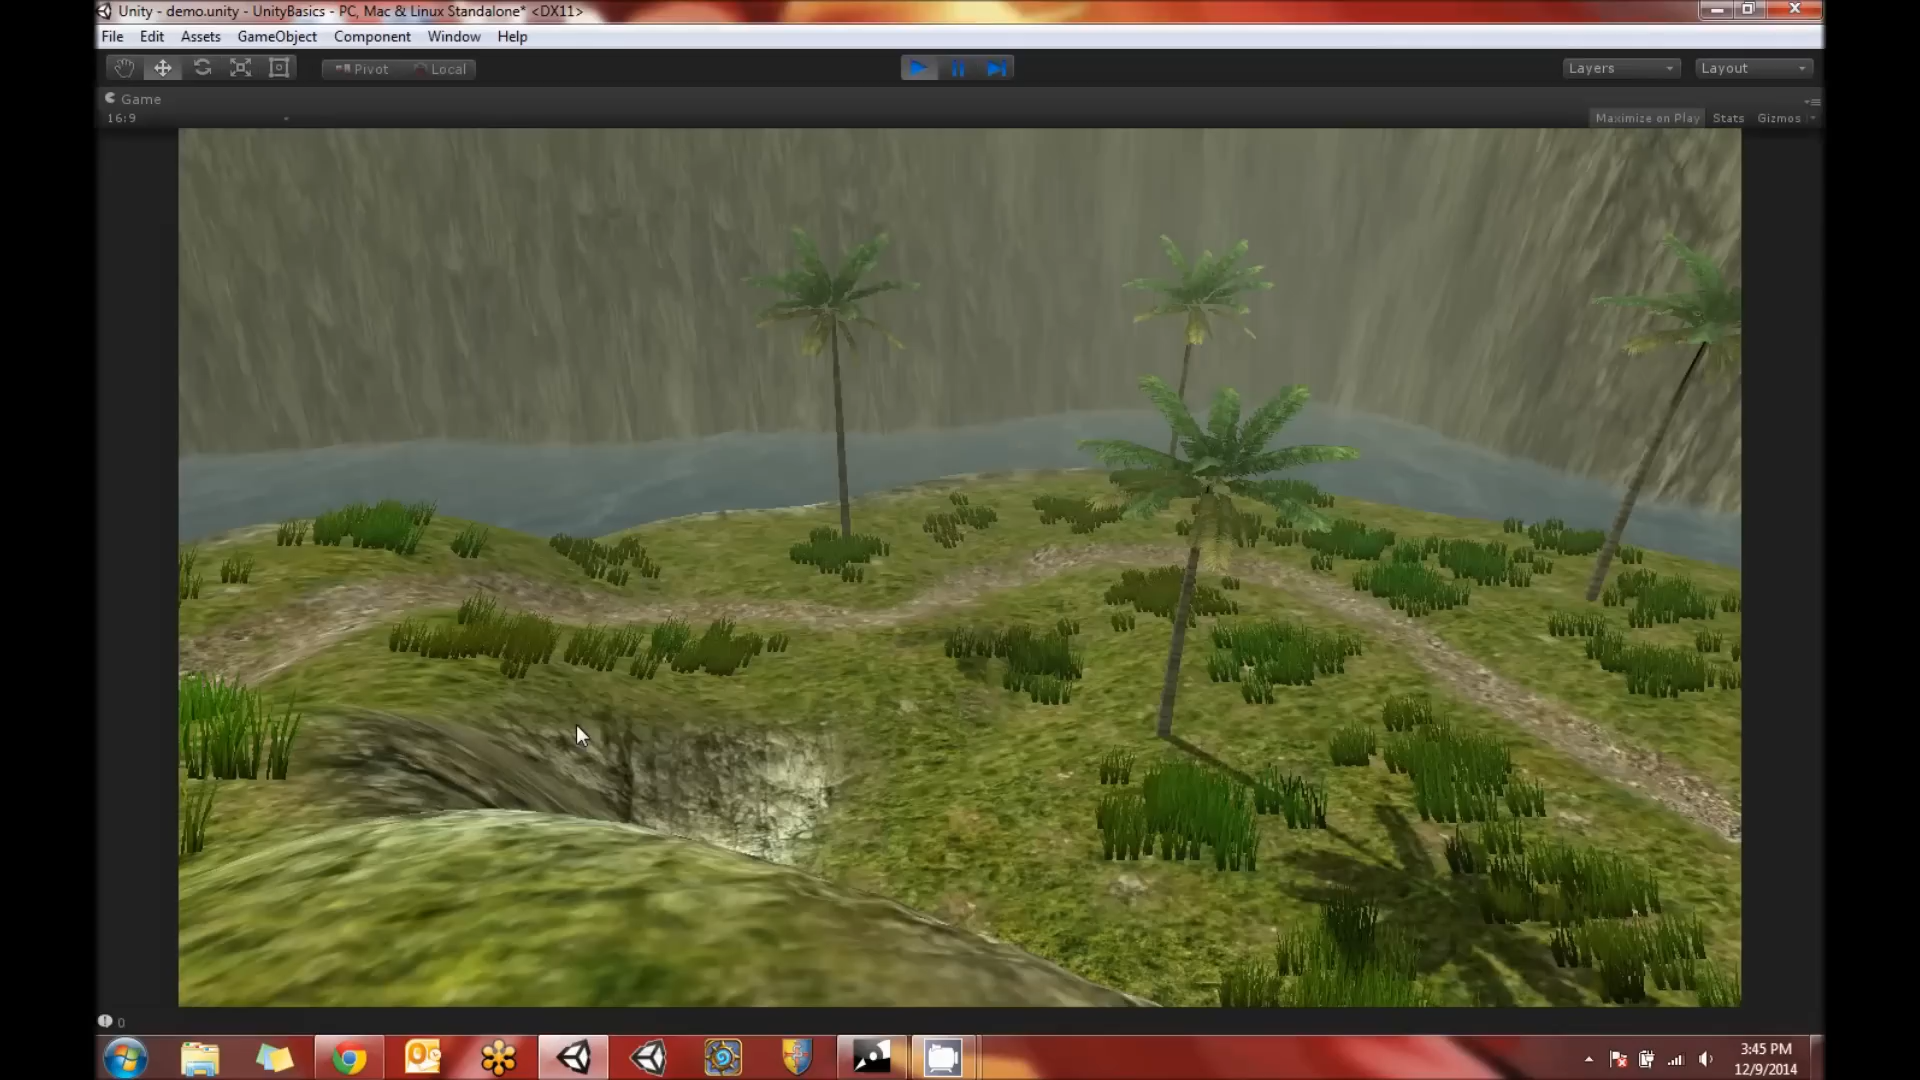 Unity - demo.unity - UnityBasics - PC, Mac & Linux Standalone* <DX11>
File Edit Assets GameObject Component Window Help
Pivot Local Layers Layout
Game
16:9 Maximize on Play Stats Gizmos
0
3:45 PM
12/9/2014